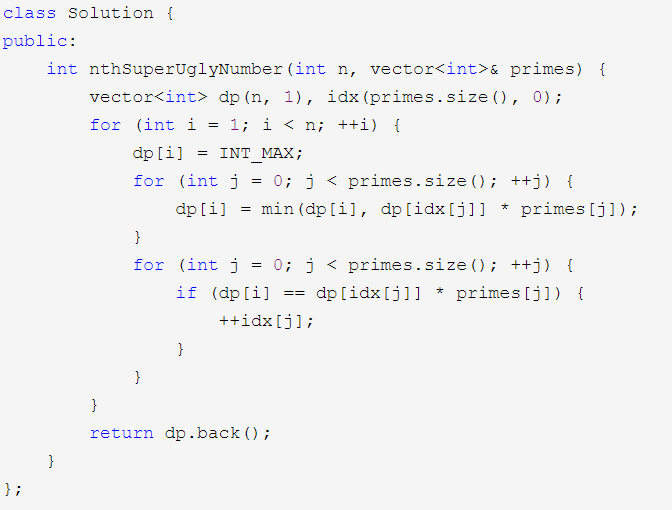 class Solution {
public:
    int nthSuperUglyNumber(int n, vector<int>& primes) {
        vector<int> dp(n, 1), idx(primes.size(), 0);
        for (int i = 1; i < n; ++i) {
            dp[i] = INT_MAX;
            for (int j = 0; j < primes.size(); ++j) {
                dp[i] = min(dp[i], dp[idx[j]] * primes[j]);
            }
            for (int j = 0; j < primes.size(); ++j) {
                if (dp[i] == dp[idx[j]] * primes[j]) {
                    ++idx[j];
                }
            }
        }
        return dp.back();
    }
};